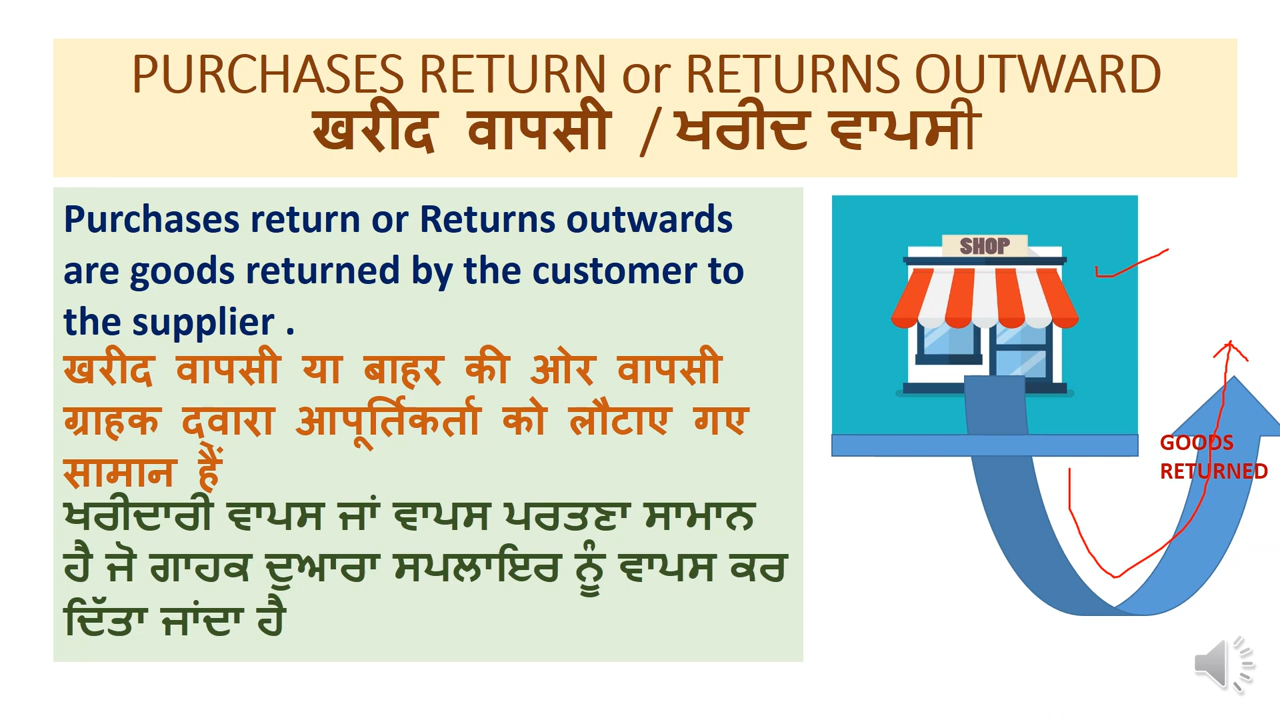 PURCHASES RETURN or RETURNS OUTWARD
खरीद वापसी / ਖਰੀਦ ਵਾਪਸੀ
Purchases return or Returns outwards
are goods returned by the customer to
the supplier .
खरीद वापसी या बाहर की ओर वापसी
ग्राहक दवारा आपूर्तिकर्ता को लौटाए गए
सामान हैं
ਖਰੀਦਾਰੀ ਵਾਪਸ ਜਾਂ ਵਾਪਸ ਪਰਤਣਾ ਸਾਮਾਨ
ਹੈ ਜੋ ਗਾਹਕ ਦੁਆਰਾ ਸਪਲਾਇਰ ਨੂੰ ਵਾਪਸ ਕਰ
ਦਿੱਤਾ ਜਾਂਦਾ ਹੈ
SHOP
GOODS
RETURNED